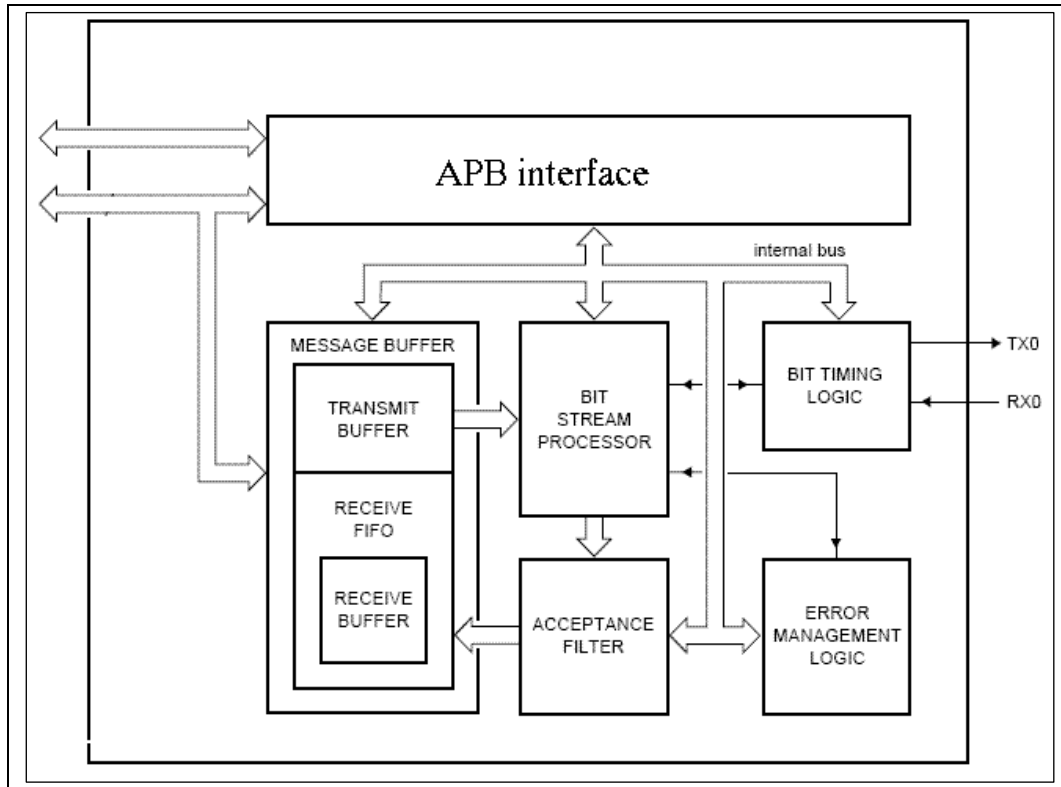 APB interface
internal bus
MESSAGE BUFFER
TRANSMIT
BUFFER
RECEIVE
FIFO
RECEIVE
BUFFER
BIT
STREAM
PROCESSOR
ACCEPTANCE
FILTER
BIT TIMING
LOGIC
TX0
RX0
ERROR
MANAGEMENT
LOGIC